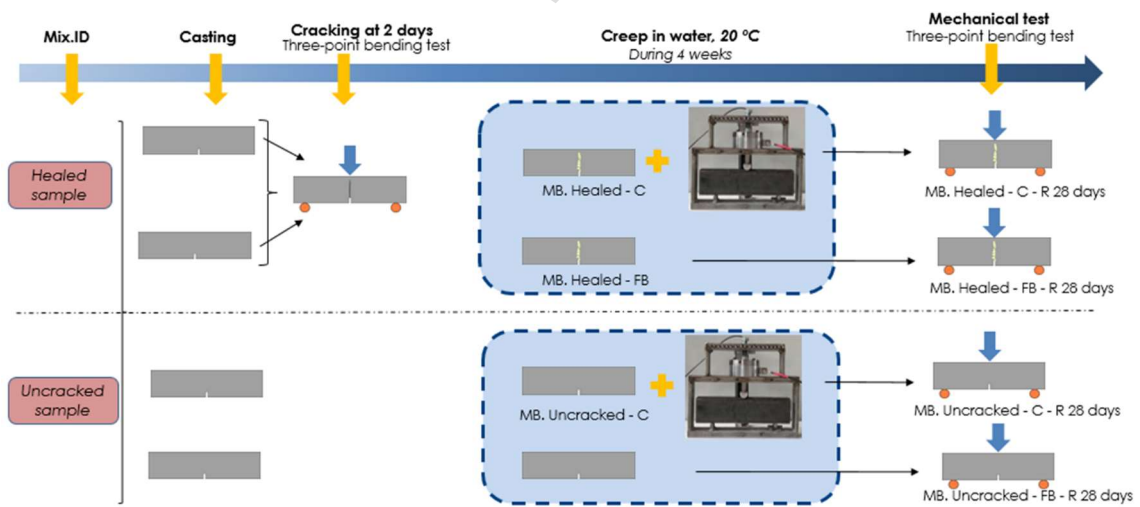 Mix.ID
Casting
Cracking at 2 days
Three-point bending test
Creep in water, 20 ºC
During 4 weeks
Mechanical test
Three-point bending test
Healed
sample
MB. Healed - C
MB. Healed - C - R 28 days
MB. Healed - FB
MB. Healed - FB - R 28 days
Uncracked
sample
MB. Uncracked - C
MB. Uncracked - C - R 28 days
MB. Uncracked - FB - R 28 days